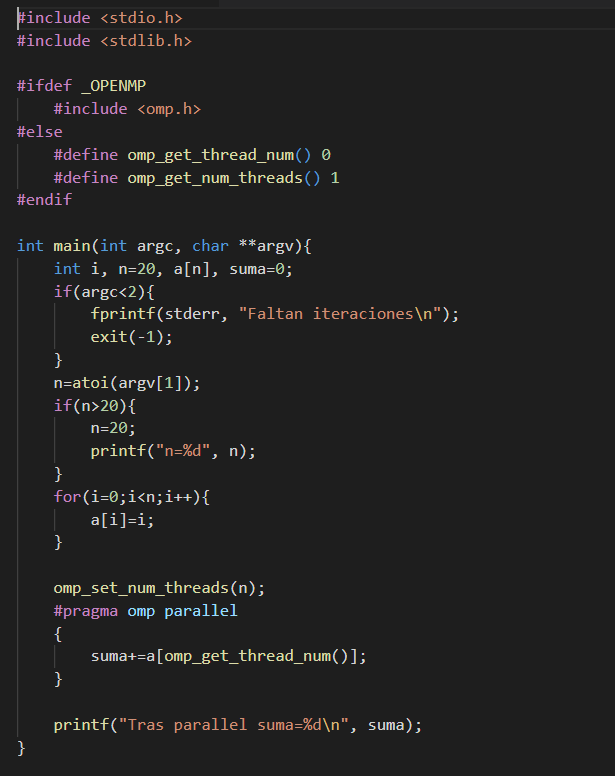 #include <stdio.h>
#include <stdlib.h>
#ifdef _OPENMP
#include <omp.h>
#else
#define omp_get_thread_num() 0
#define omp_get_num_threads() 1
#endif
int main(int argc, char **argv){
int i, n=20, a[n], suma=0;
if(argc<2){
fprintf(stderr, "Faltan iteraciones\n");
exit(-1);
}
n=atoi(argv[1]);
if(n>20){
n=20;
printf("n=%d", n);
}
for(i=0;i<n;i++){
a[i]=i;
}
omp_set_num_threads(n);
#pragma omp parallel
{
suma+=a[omp_get_thread_num()];
}
printf("Tras parallel suma=%d\n", suma);
}